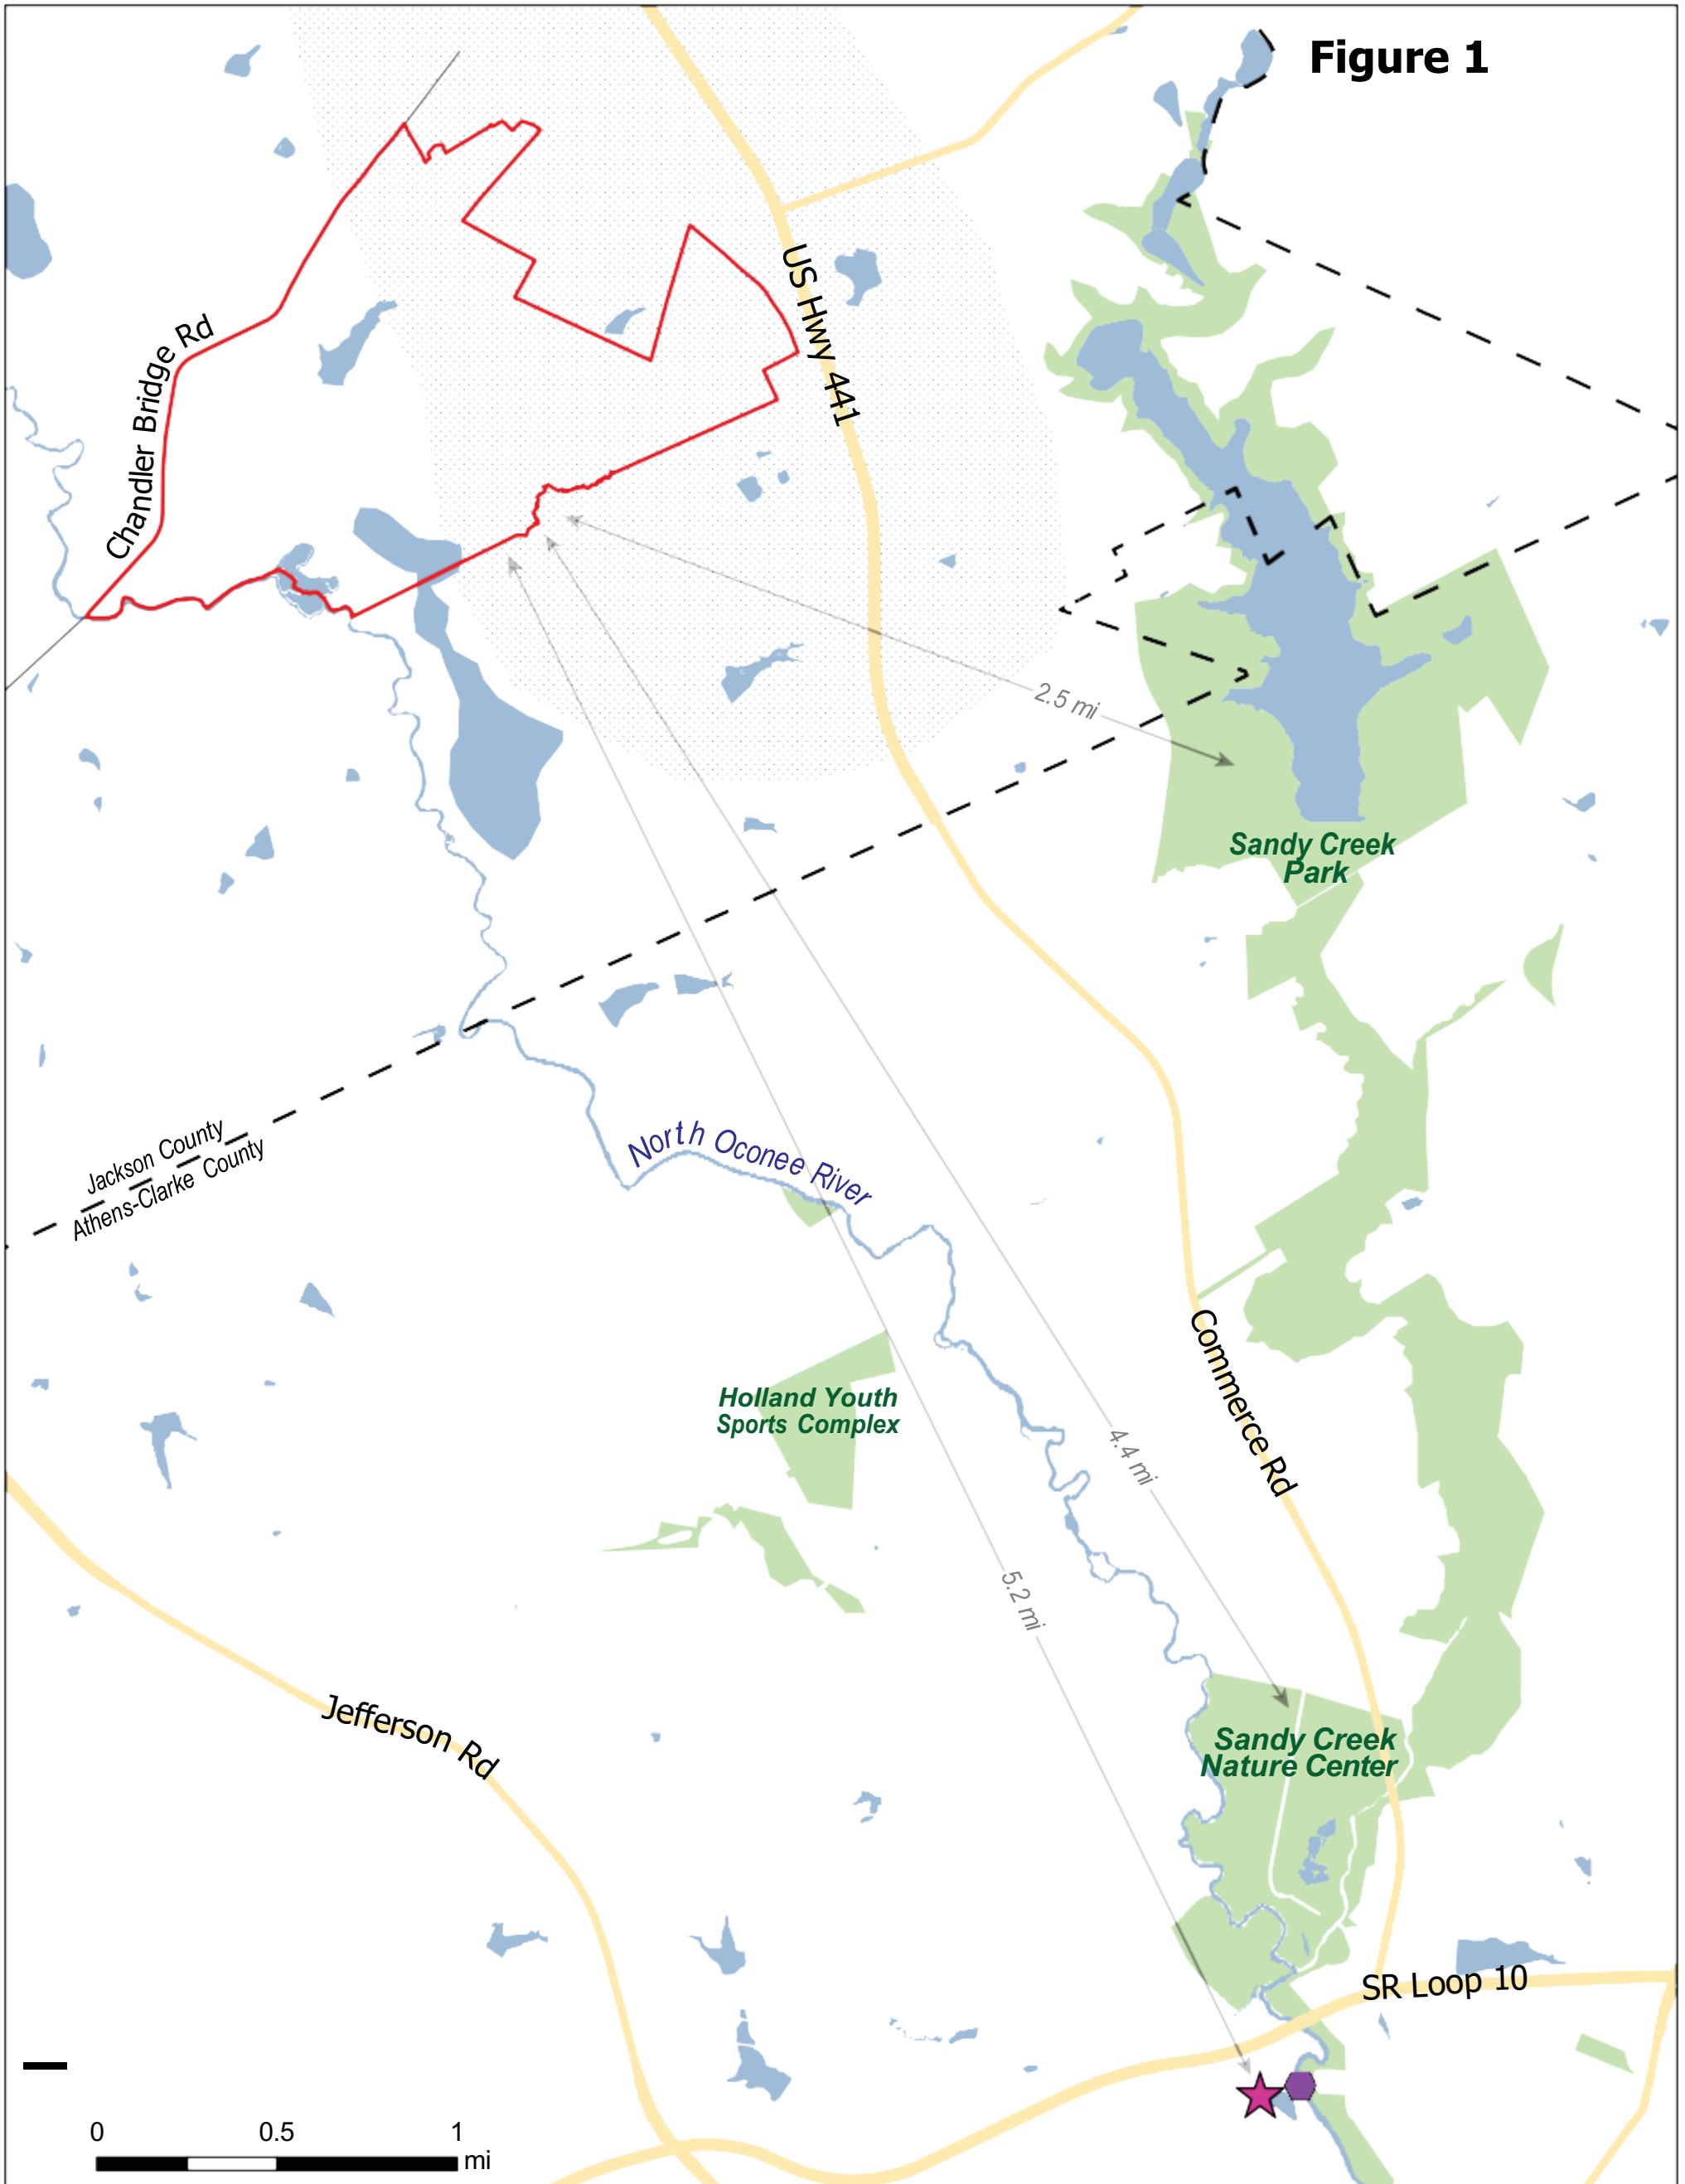 Figure 1
US Hwy 441
Chandler Bridge Rd
2.5 mi
Sandy Creek
Park
Jackson County
Athens-Clarke County
North Oconee River
Commerce Rd
Holland Youth
Sports Complex
4.4 mi
5.2 mi
Jefferson Rd
Sandy Creek
Nature Center
SR Loop 10
0 0.5 1
mi